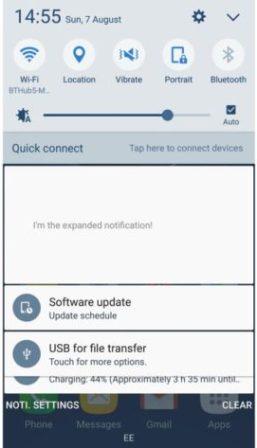 14:55 Sun, 7 August
Wi-Fi Location Vibrate Portrait Bluetooth
BTHub5-M..
A Auto
Quick connect Tap here to connect devices
I'm the expanded notification!
Software update
Update schedule
USB for file transfer
Touch for more options.
Charging: 44% (Approximately 3 h 35 min until..
NOTI. SETTINGS CLEAR
Phone Messages Gmail Apps
EE